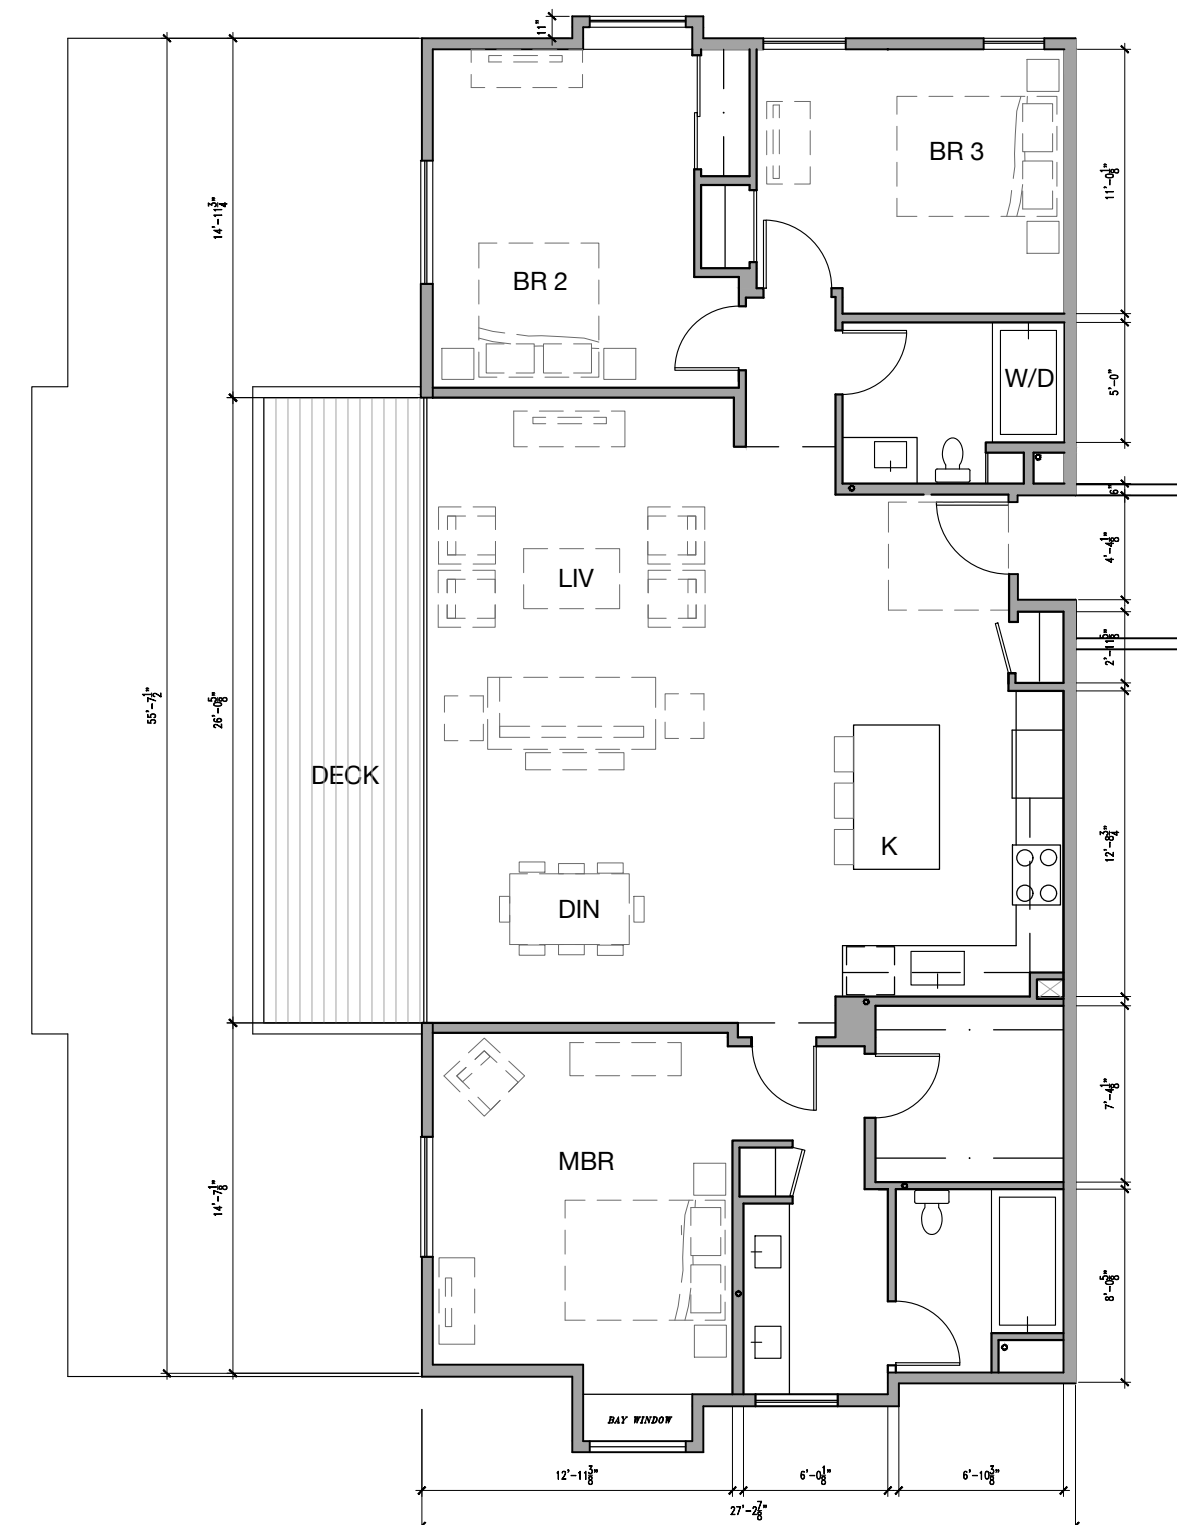 11"
BR 3
11'-0 1/8"
14'-11 3/4"
BR 2
W/D
5'-0"
6"
4'-4 1/8"
LIV
2'-11 5/8"
55'-7 1/2"
26'-0 5/8"
DECK
K
12'-8 3/4"
DIN
7'-4 1/8"
MBR
14'-7 1/8"
8'-0 5/8"
BAY WINDOW
12'-11 3/8"
6'-0 1/8"
6'-10 3/8"
27'-2 7/8"